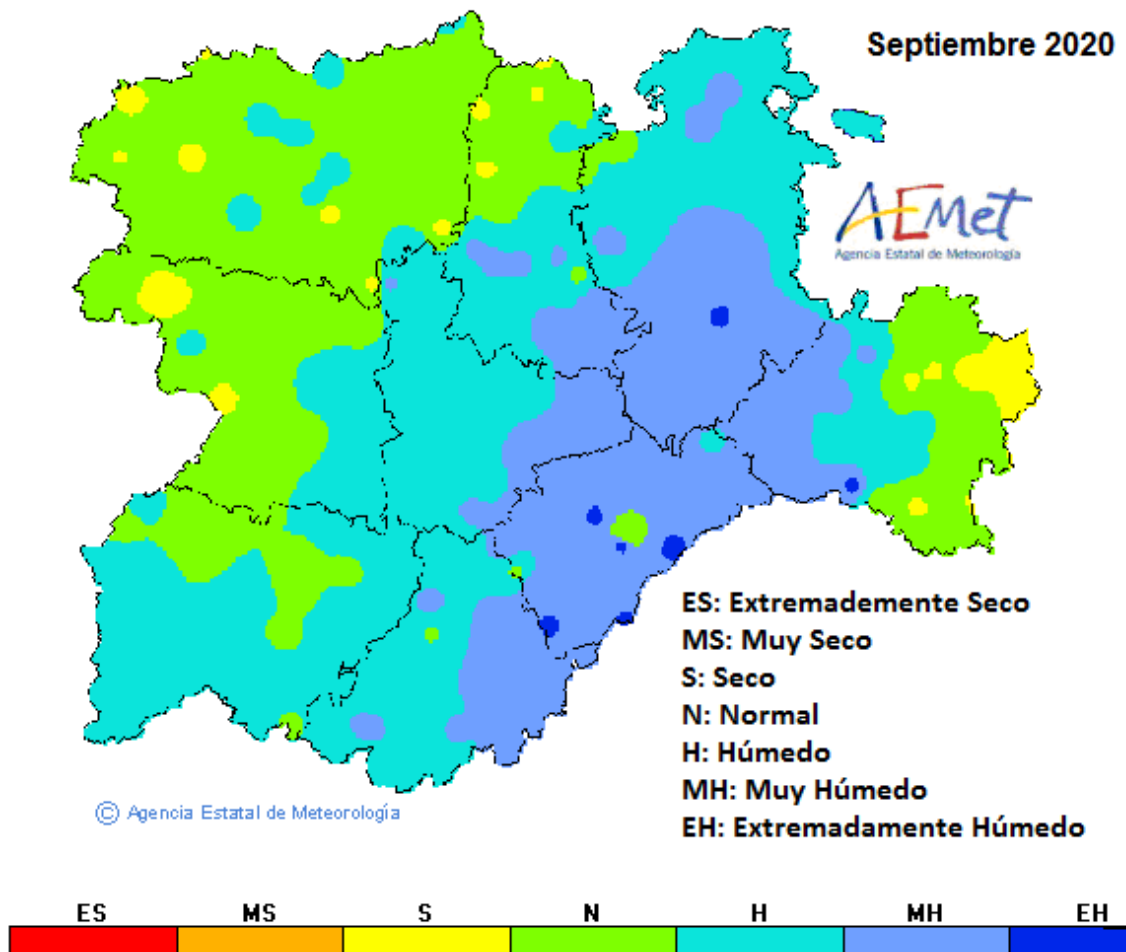 Septiembre 2020
AEMet
Agencia Estatal de Meteorología
ES: Extremademente Seco
MS: Muy Seco
S: Seco
N: Normal
H: Húmedo
MH: Muy Húmedo
EH: Extremadamente Húmedo
© Agencia Estatal de Meteorología
ES MS S N H MH EH